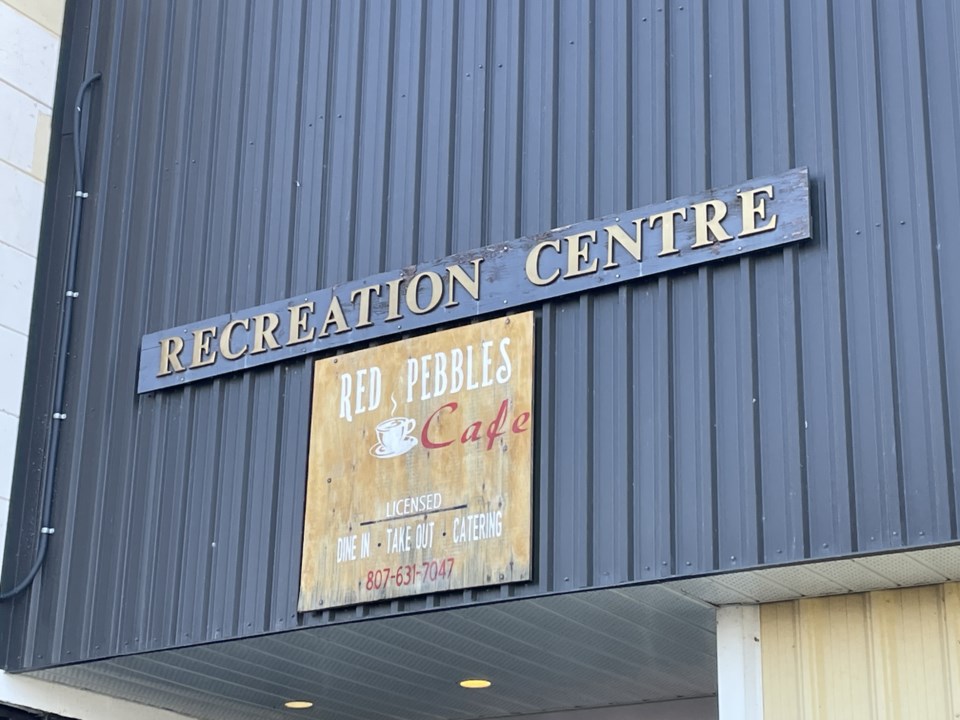 RECREATION CENTRE
RED PEBBLES
Cafe
LICENSED
DINE IN · TAKE OUT · CATERING
807-631-7047